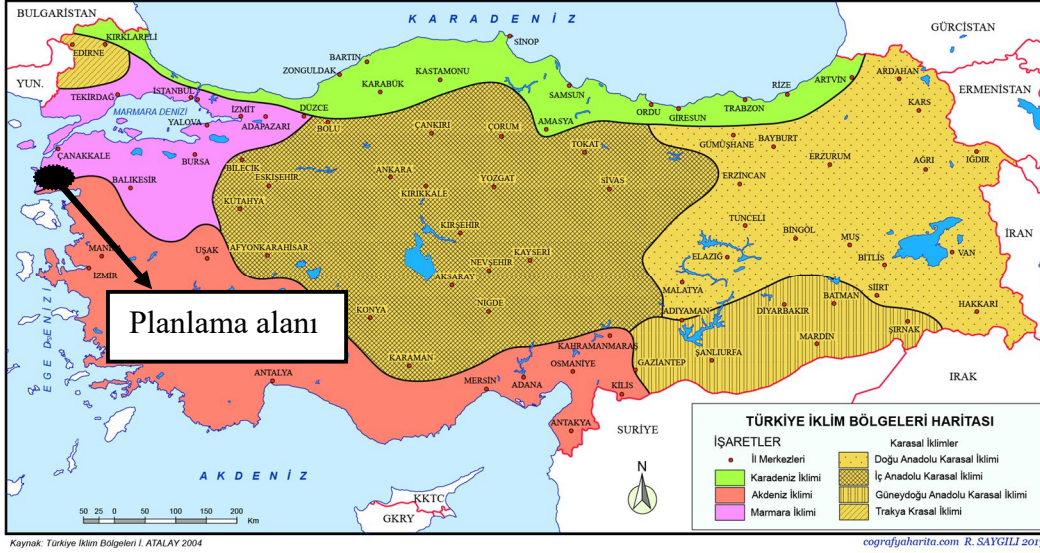 BULGARİSTAN
KARADENİZ
GÜRCİSTAN
KIRKLARELİ
EDİRNE
SİNOP
BARTIN
ZONGULDAK
KASTAMONU
KARABÜK
ARTVİN
ARDAHAN
YUN.
TEKİRDAĞ
İSTANBUL
SAMSUN
RİZE
TRABZON
ERMENİSTAN
MARMARA DENİZİ
İZMİT
DÜZCE
ORDU
GİRESUN
KARS
YALOVA
ADAPAZARI
BOLU
ÇANKIRI
ÇORUM
AMASYA
GÜMÜŞHANE
BAYBURT
ÇANAKKALE
BURSA
BİLECİK
TOKAT
ERZURUM
AĞRI
IĞDIR
BALIKESİR
ESKİŞEHİR
ANKARA
KIRIKKALE
YOZGAT
SİVAS
ERZİNCAN
KÜTAHYA
TUNCELİ
KIRŞEHİR
BİNGÖL
MUŞ
İRAN
MANİSA
UŞAK
AFYONKARAHİSAR
NEVŞEHİR
KAYSERİ
ELAZIĞ
BİTLİS
VAN
İZMİR
AKSARAY
MALATYA
SİİRT
EGE DENİZİ
Planlama alanı
KONYA
NİĞDE
ADIYAMAN
DİYARBAKIR
BATMAN
HAKKARİ
ŞIRNAK
KARAMAN
KAHRAMANMARAŞ
GAZİANTEP
ŞANLIURFA
MARDİN
ANTALYA
MERSİN
ADANA
OSMANİYE
KİLİS
IRAK
ANTAKYA
SURİYE
AKDENİZ
N
KKTC
GKRY
50 25 0 50 100 150 200
Km
TÜRKİYE İKLİM BÖLGELERİ HARİTASI
İŞARETLER
İl Merkezleri
Karadeniz İklimi
Akdeniz İklimi
Marmara İklimi
Karasal İklimler
Doğu Anadolu Karasal İklimi
İç Anadolu Karasal İklimi
Güneydoğu Anadolu Karasal İklimi
Trakya Krasal İklimi
Kaynak: Türkiye İklim Bölgeleri İ. ATALAY 2004
cografyaharita.com R. SAYGILI 201